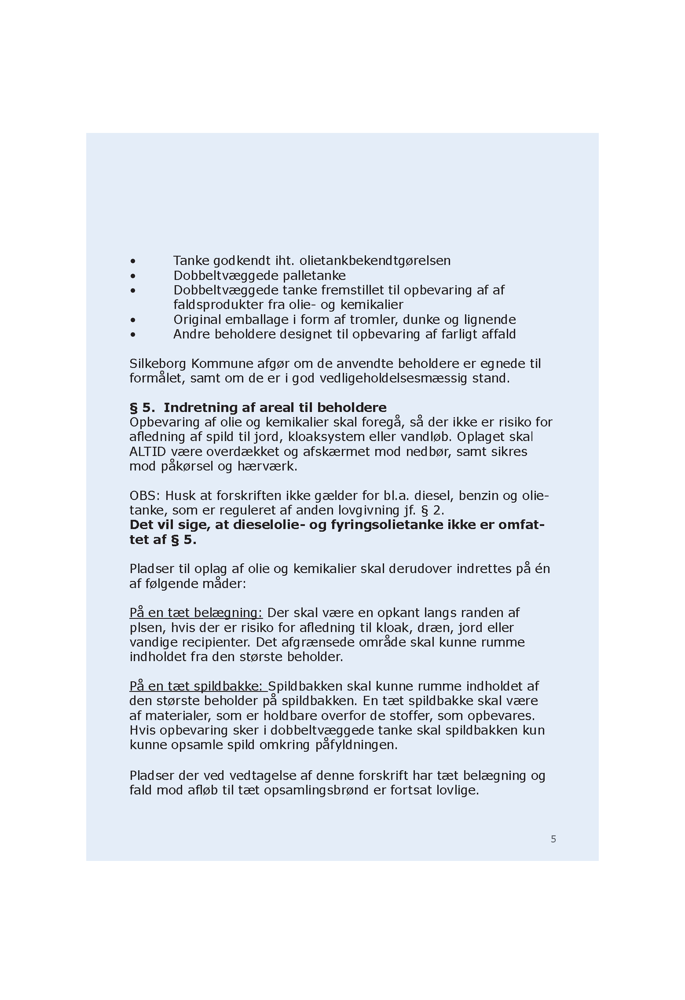 • Tanke godkendt iht. olietankbekendtgørelsen
• Dobbeltvæggede palletanke
• Dobbeltvæggede tanke fremstillet til opbevaring af af
faldsprodukter fra olie- og kemikalier
• Original emballage i form af tromler, dunke og lignende
• Andre beholdere designet til opbevaring af farligt affald
Silkeborg Kommune afgør om de anvendte beholdere er egnede til
formålet, samt om de er i god vedligeholdelsesmæssig stand.
§ 5. Indretning af areal til beholdere
Opbevaring af olie og kemikalier skal foregå, så der ikke er risiko for
afledning af spild til jord, kloaksystem eller vandløb. Oplaget skal
ALTID være overdækket og afskærmet mod nedbør, samt sikres
mod påkørsel og hærværk.
OBS: Husk at forskriften ikke gælder for bl.a. diesel, benzin og olie-
tanke, som er reguleret af anden lovgivning jf. § 2.
Det vil sige, at dieselolie- og fyringsolietanke ikke er omfat-
tet af § 5.
Pladser til oplag af olie og kemikalier skal derudover indrettes på én
af følgende måder:
På en tæt belægning: Der skal være en opkant langs randen af
plsen, hvis der er risiko for afledning til kloak, dræn, jord eller
vandige recipienter. Det afgrænsede område skal kunne rumme
indholdet fra den største beholder.
På en tæt spildbakke: Spildbakken skal kunne rumme indholdet af
den største beholder på spildbakken. En tæt spildbakke skal være
af materialer, som er holdbare overfor de stoffer, som opbevares.
Hvis opbevaring sker i dobbeltvæggede tanke skal spildbakken kun
kunne opsamle spild omkring påfyldningen.
Pladser der ved vedtagelse af denne forskrift har tæt belægning og
fald mod afløb til tæt opsamlingsbrønd er fortsat lovlige.
5